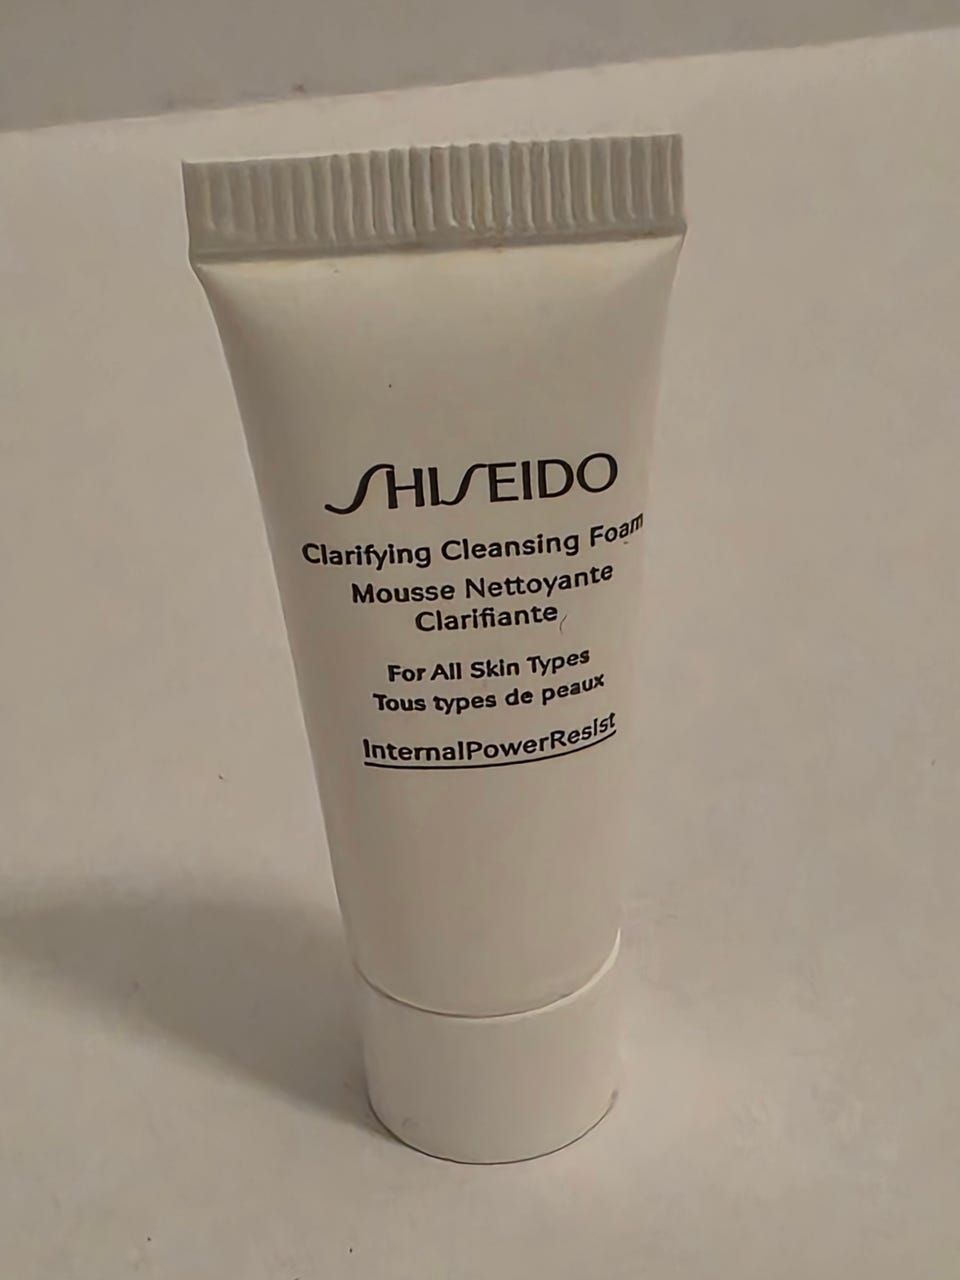 SHISEIDO
Clarifying Cleansing Foam
Mousse Nettoyante
Clarifiante
For All Skin Types
Tous types de peaux
InternalPowerResist